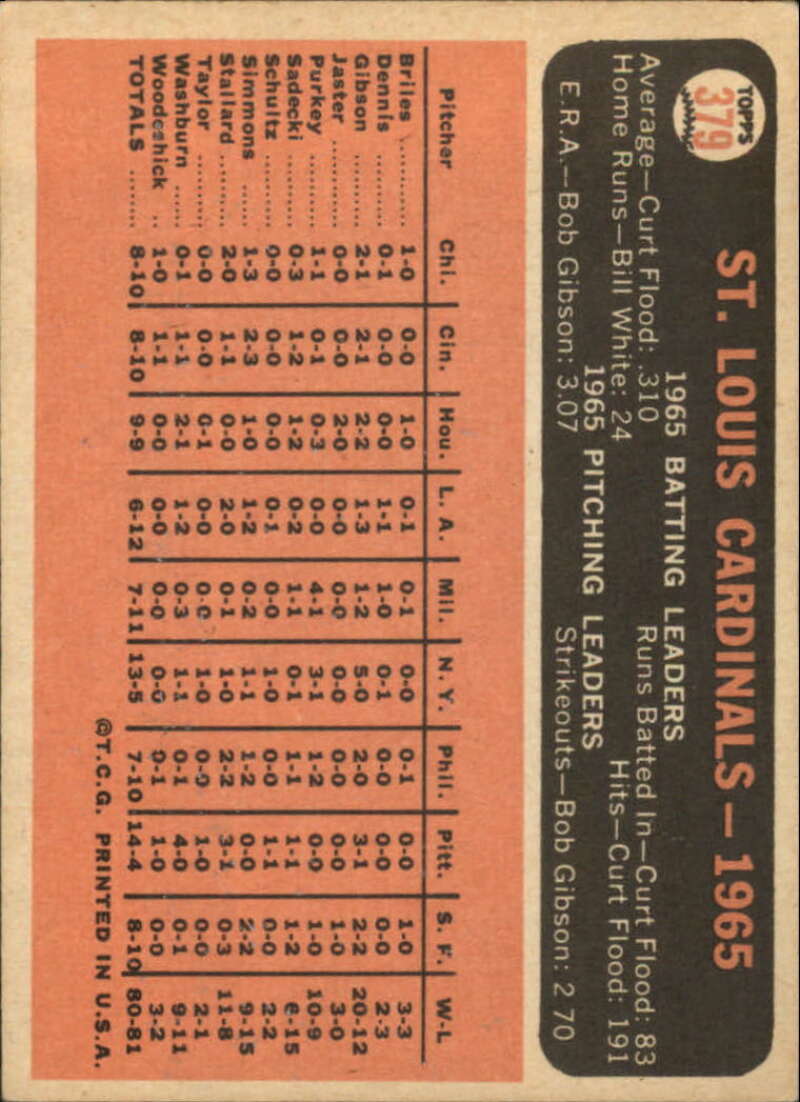 TOPPS
379
ST. LOUIS CARDINALS—1965
1965 BATTING LEADERS
Average—Curt Flood: .310 Runs Batted In—Curt Flood: 83
Home Runs—Bill White: 24 Hits—Curt Flood: 191
1965 PITCHING LEADERS
E.R.A.—Bob Gibson: 3.07 Strikeouts—Bob Gibson: 270
Pitcher Chi. Cin. Hou. L.A. Mil. N.Y. Phil. Pitt. S.F. W-L
Briles ........... 1-0 0-0 1-0 0-1 0-1 0-0 0-1 0-0 1-0 3-3
Dennis ......... 0-1 0-0 0-0 1-1 1-0 0-1 0-0 0-0 0-0 2-3
Gibson ......... 2-1 2-1 2-2 1-3 1-2 5-0 2-0 3-1 2-2 20-12
Jaster ........... 0-0 0-0 2-0 0-0 0-0 0-0 0-0 0-0 1-0 3-0
Purkey .......... 1-1 0-1 0-3 0-0 4-1 3-1 1-2 0-0 1-0 10-9
Sadecki ........ 0-3 1-2 1-2 0-2 1-1 0-1 1-1 1-1 1-2 6-15
Schultz ......... 0-0 0-0 0-0 0-1 0-0 1-0 0-0 1-1 0-0 2-2
Simmons ...... 1-3 2-3 1-0 1-2 0-2 1-1 1-2 0-0 2-2 9-15
Stallard ......... 2-0 1-1 0-0 2-0 0-1 1-0 2-2 3-1 0-3 11-8
Taylor ........... 0-0 0-0 0-1 0-0 0-0 1-0 0-0 1-0 0-0 2-1
Washburn ...... 0-1 1-1 2-1 1-2 0-3 1-1 0-1 4-0 0-1 9-11
Woodeshick .. 1-0 1-1 0-0 0-0 0-0 0-0 0-1 1-0 0-0 3-2
TOTALS ........ 8-10 8-10 9-9 6-12 7-11 13-5 7-10 14-4 8-10 80-81
©T.C.G. PRINTED IN U.S.A.